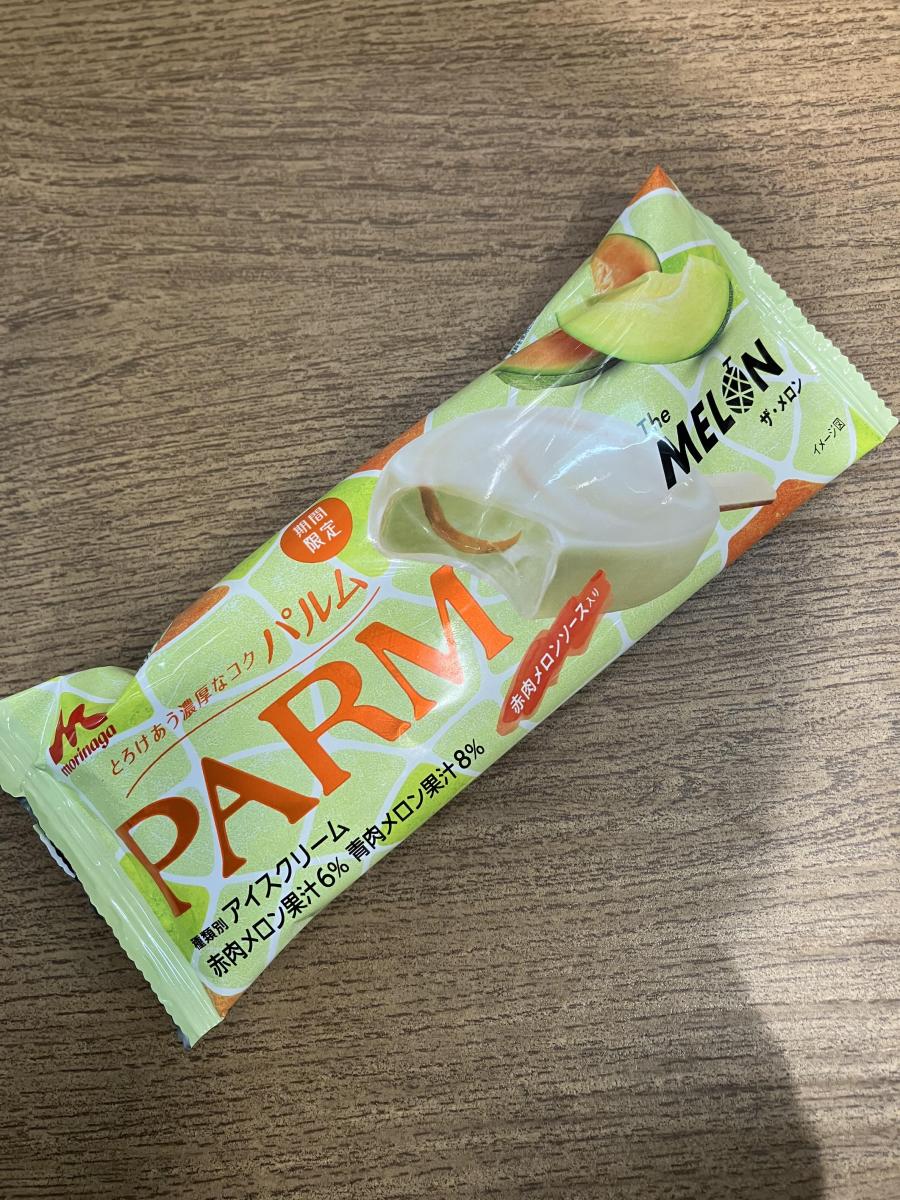 morinaga
期間
限定
とろけあう濃厚なコク パルム
PARM
The
MELON
ザ・メロン
イメージ図
赤肉メロンソース入り
種類別 アイスクリーム
赤肉メロン果汁6% 青肉メロン果汁8%